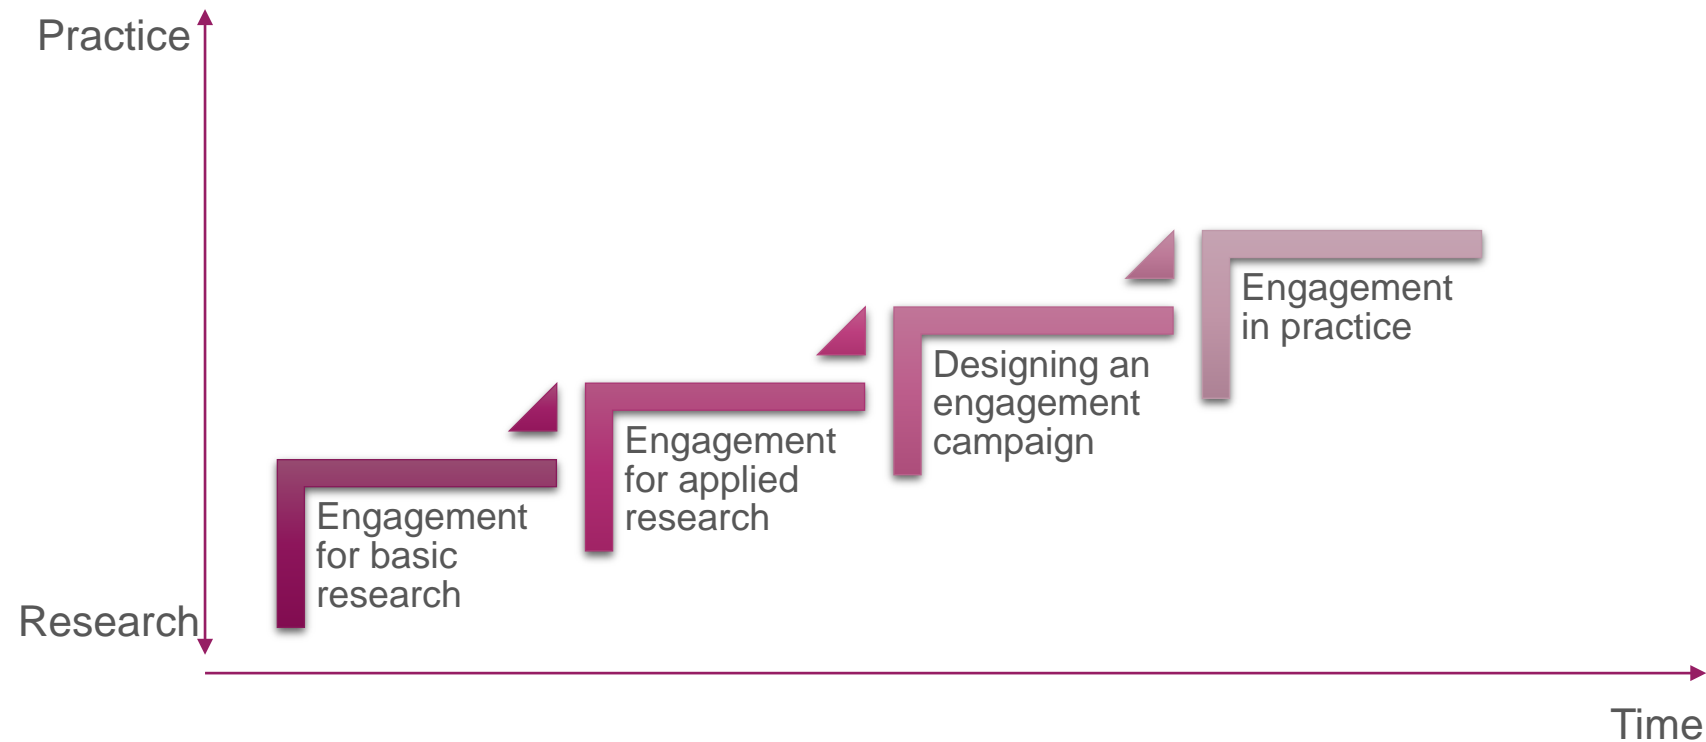 Practice
Engagement
in practice
Designing an
engagement
campaign
Engagement
for applied
research
Engagement
for basic
research
Research
Time